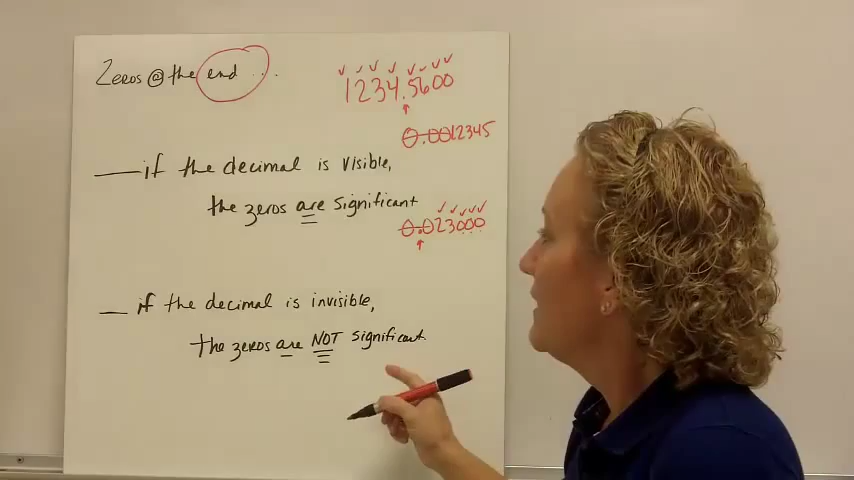 Zeros @ the end ...
1234.5600
0.0012345
if the decimal is visible,
the zeros are significant
0.023000
if the decimal is invisible,
the zeros are NOT significant.